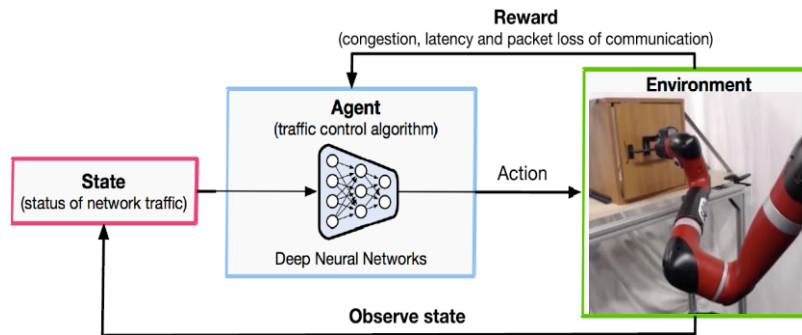 Reward
(congestion, latency and packet loss of communication)
Environment
Agent
(traffic control algorithm)
State
(status of network traffic)
Action
Deep Neural Networks
Observe state